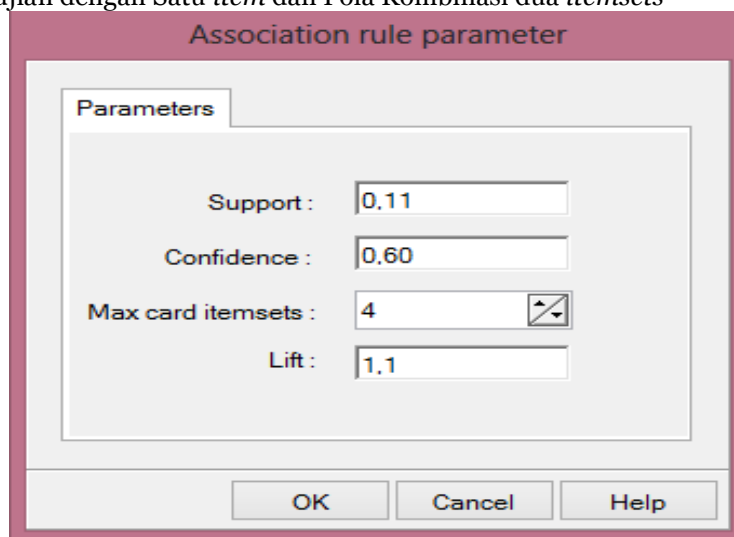 dengan Satu item dan Pola Kombinasi dua itemsets
Association rule parameter
Parameters
Support : 0,11
Confidence : 0,60
Max card itemsets : 4
Lift : 1,1
OK Cancel Help